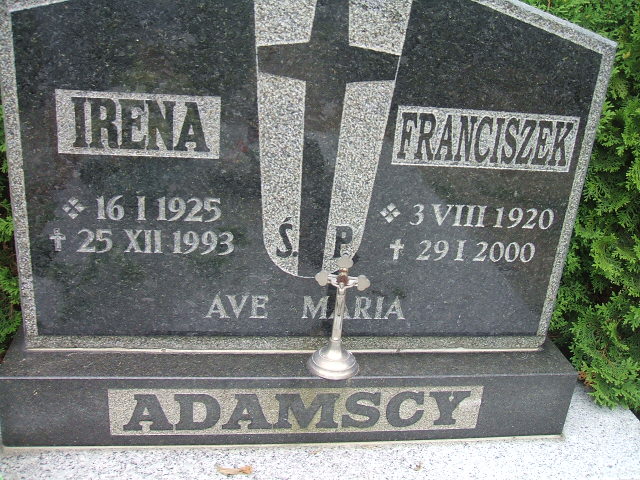 IRENA
16 I 1925
25 XII 1993
FRANCISZEK
3 VIII 1920
29 I 2000
Ś. P.
AVE MARIA
ADAMSCY